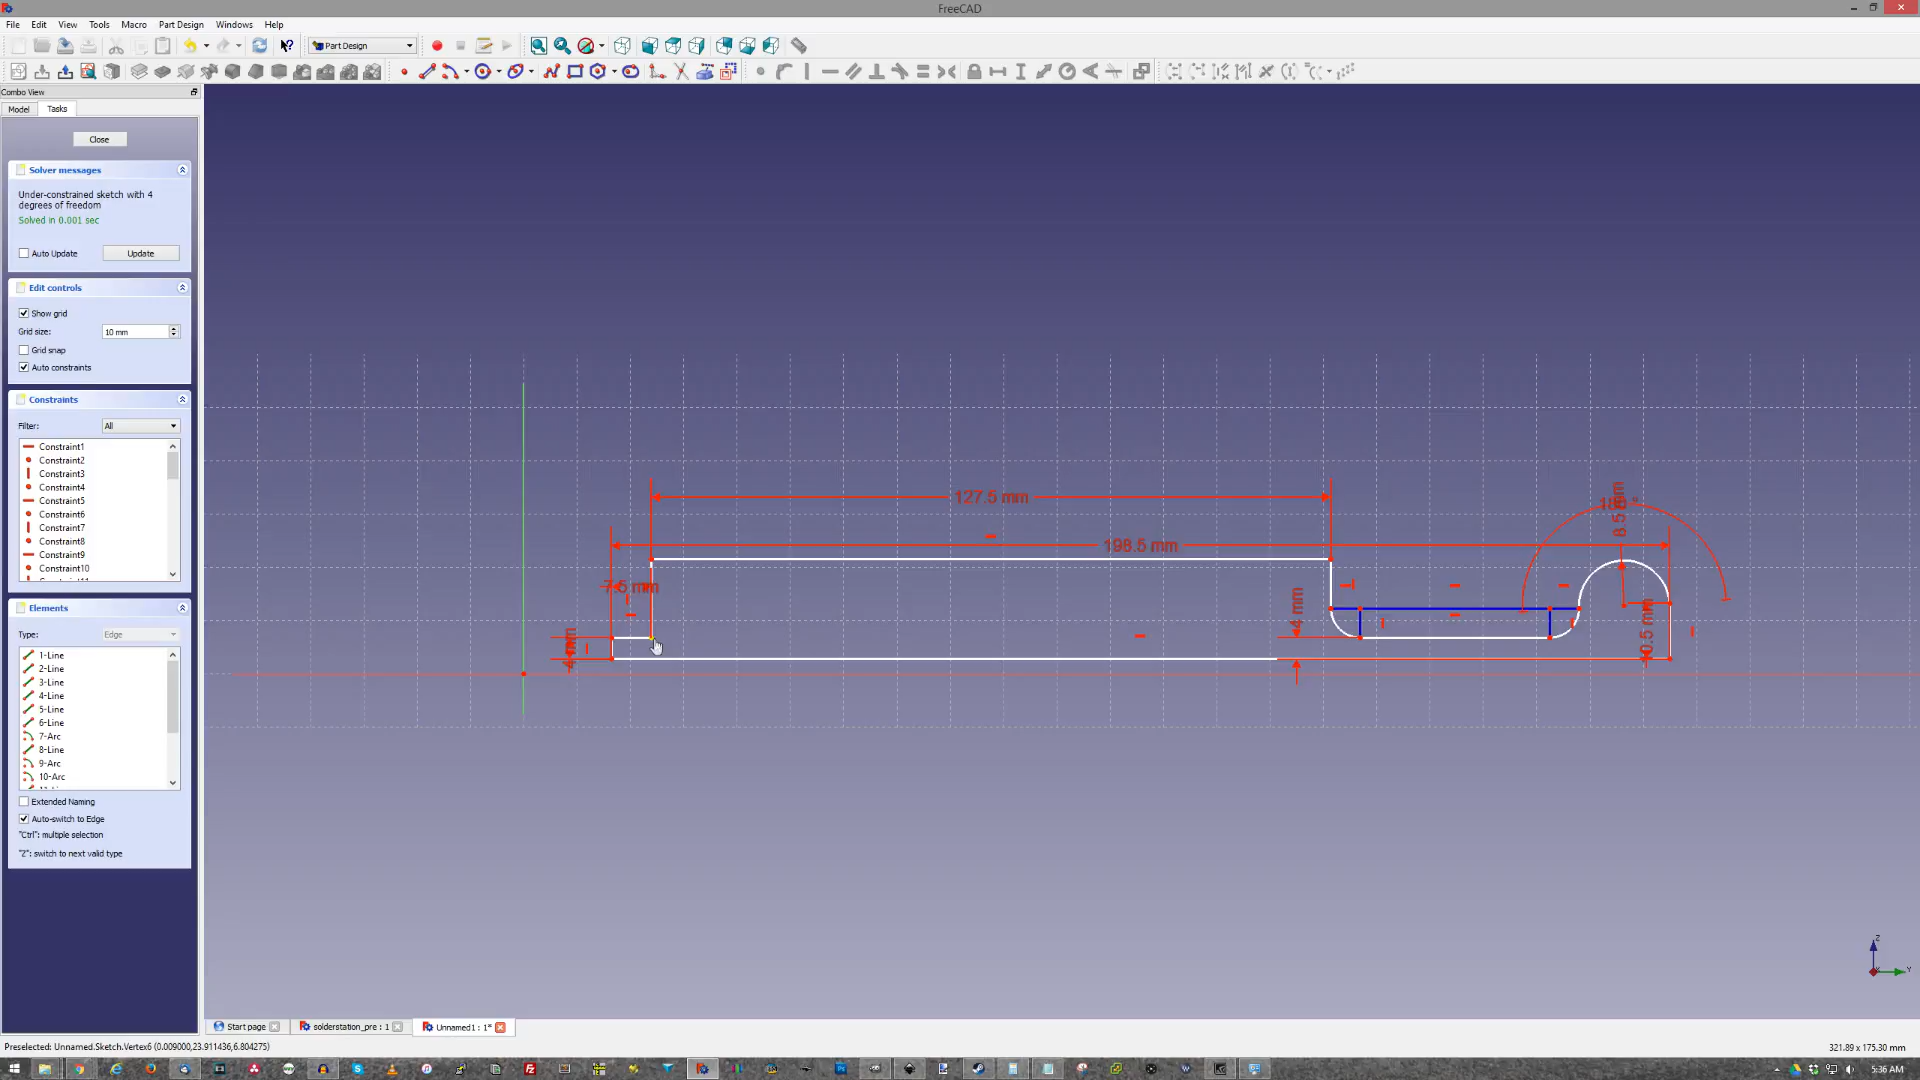 FreeCAD
File Edit View Tools Macro Part Design Windows Help
Part Design
Combo View
Model Tasks
Close
Solver messages
Under-constrained sketch with 4
degrees of freedom
Solved in 0.001 sec
Auto Update Update
Edit controls
Show grid
Grid size: 10 mm
Grid snap
Auto constraints
Constraints
Filter: All
Constraint1
Constraint2
Constraint3
Constraint4
Constraint5
Constraint6
Constraint7
Constraint8
Constraint9
Constraint10
Elements
Type: Edge
1-Line
2-Line
3-Line
4-Line
5-Line
6-Line
7-Arc
8-Line
9-Arc
10-Arc
Extended Naming
Auto-switch to Edge
"Ctrl": multiple selection
"Z": switch to next valid type
127.5 mm
198.5 mm
7.5 mm
4 mm
4 mm
Z
Y
Start page solderstation_pre : 1 Unnamed1 : 1*
Preselected: Unnamed.Sketch.Vertex6 (0.009000,23.911436,6.804275)
321.89 x 175.30 mm
5:36 AM